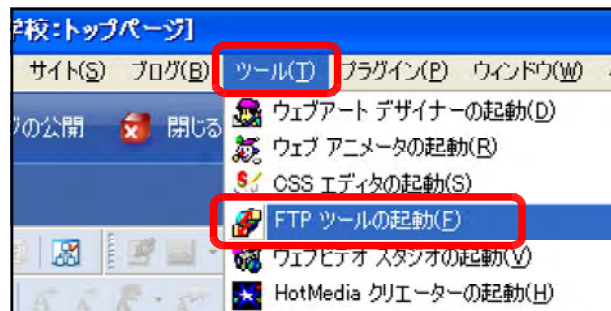 学校:トップページ]
サイト(S) ブログ(B) ツール(T) プラグイン(P) ウィンドウ(W)
ウェブアート デザイナーの起動(D)
ジの公開 閉じる
ウェブ アニメータの起動(R)
CSS エディタの起動(S)
FTP ツールの起動(F)
ウェブビデオ スタジオの起動(V)
HotMedia クリエーターの起動(H)